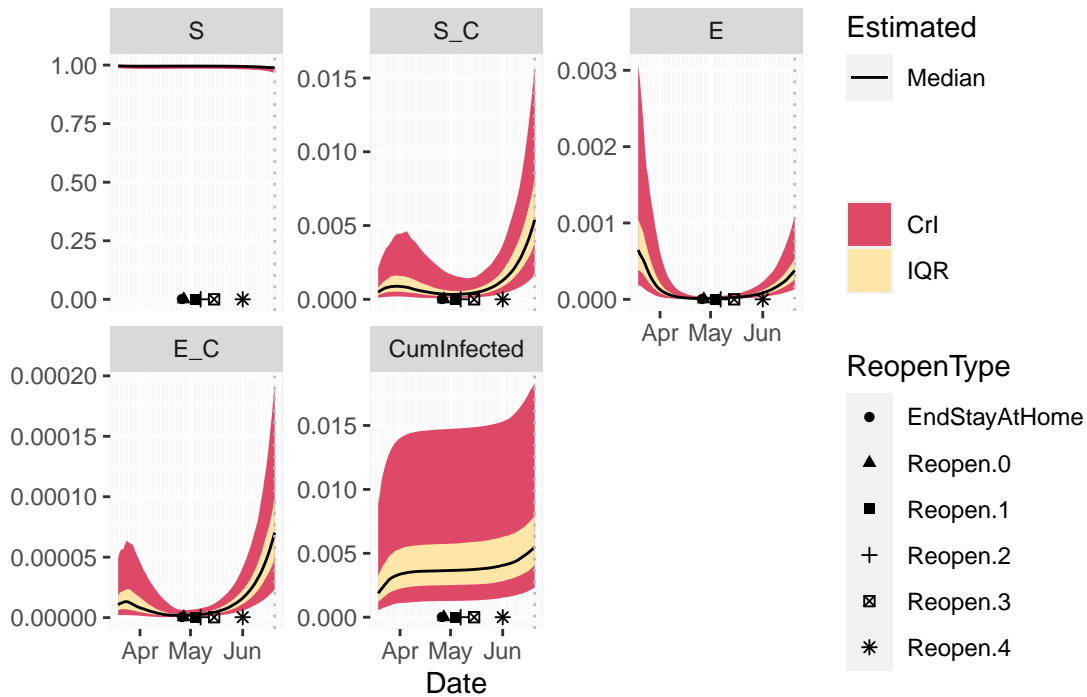 S
S_C
E
1.00
0.75
0.50
0.25
0.00
0.015
0.010
0.005
0.000
0.003
0.002
0.001
0.000
Apr May Jun
E_C
CumInfected
0.00020
0.00015
0.00010
0.00005
0.00000
Apr May Jun
0.015
0.010
0.005
0.000
Apr May Jun
Date
Estimated
Median
CrI
IQR
ReopenType
EndStayAtHome
Reopen.0
Reopen.1
Reopen.2
Reopen.3
Reopen.4